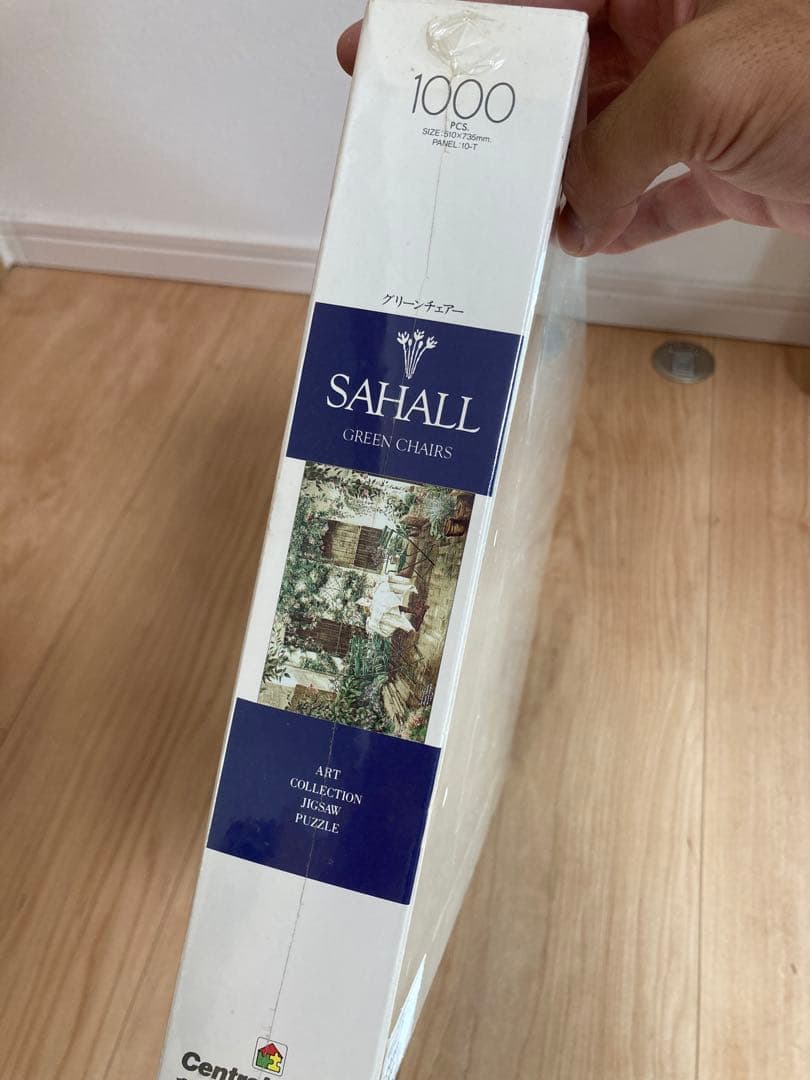 1000
PCS.
SIZE:510×735mm.
PANEL:10-T
グリーンチェアー
SAHALL
GREEN CHAIRS
ART
COLLECTION
JIGSAW
PUZZLE